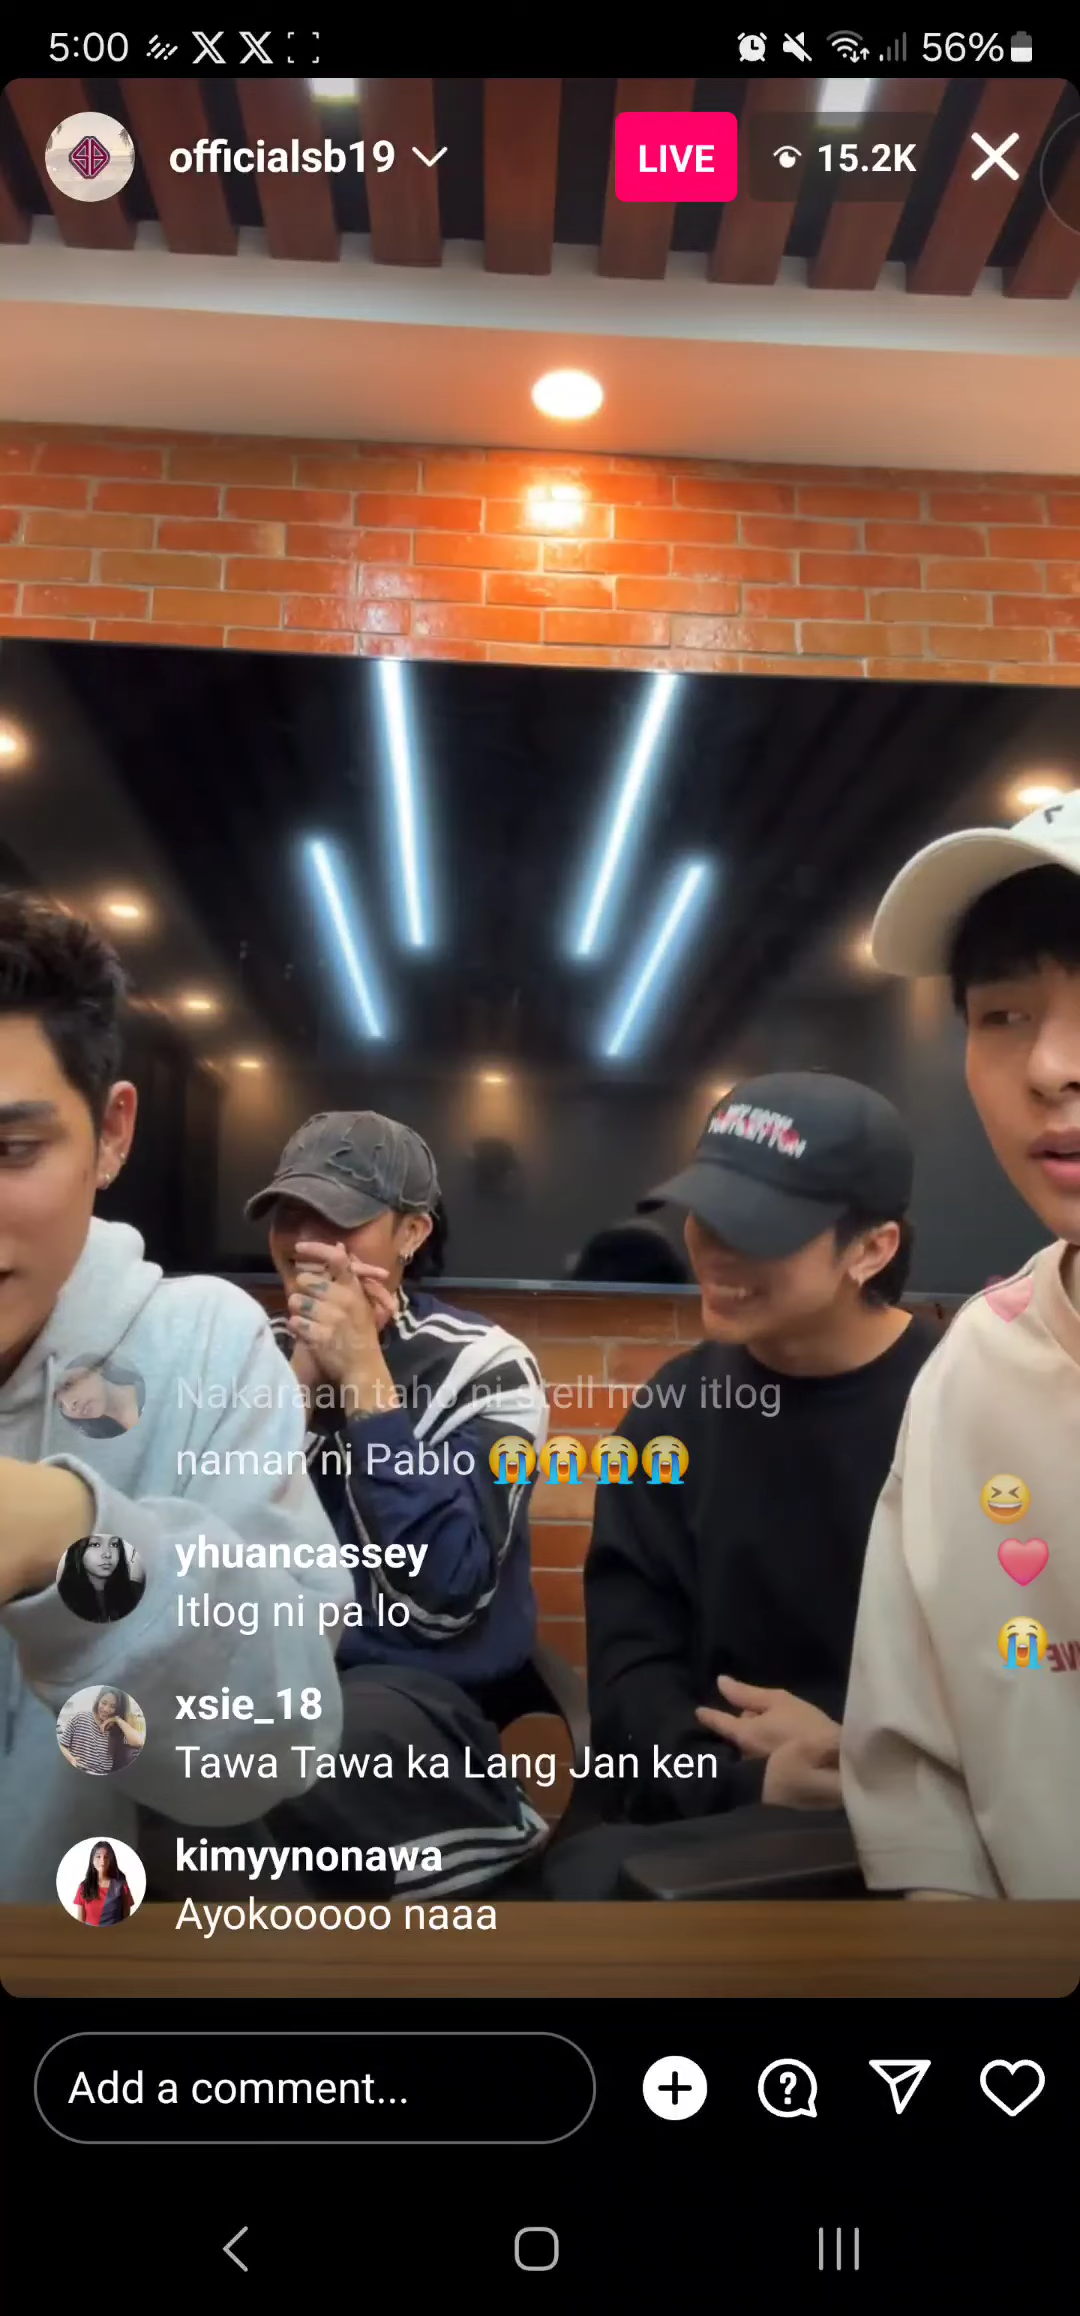 5:00
56%
officialsb19
LIVE
15.2K
Nakaraan taho ni stell now itlog
naman ni Pablo 😭😭😭😭
yhuancassey
Itlog ni pa lo
xsie_18
Tawa Tawa ka Lang Jan ken
kimyynonawa
Ayokooooo naaa
Add a comment...